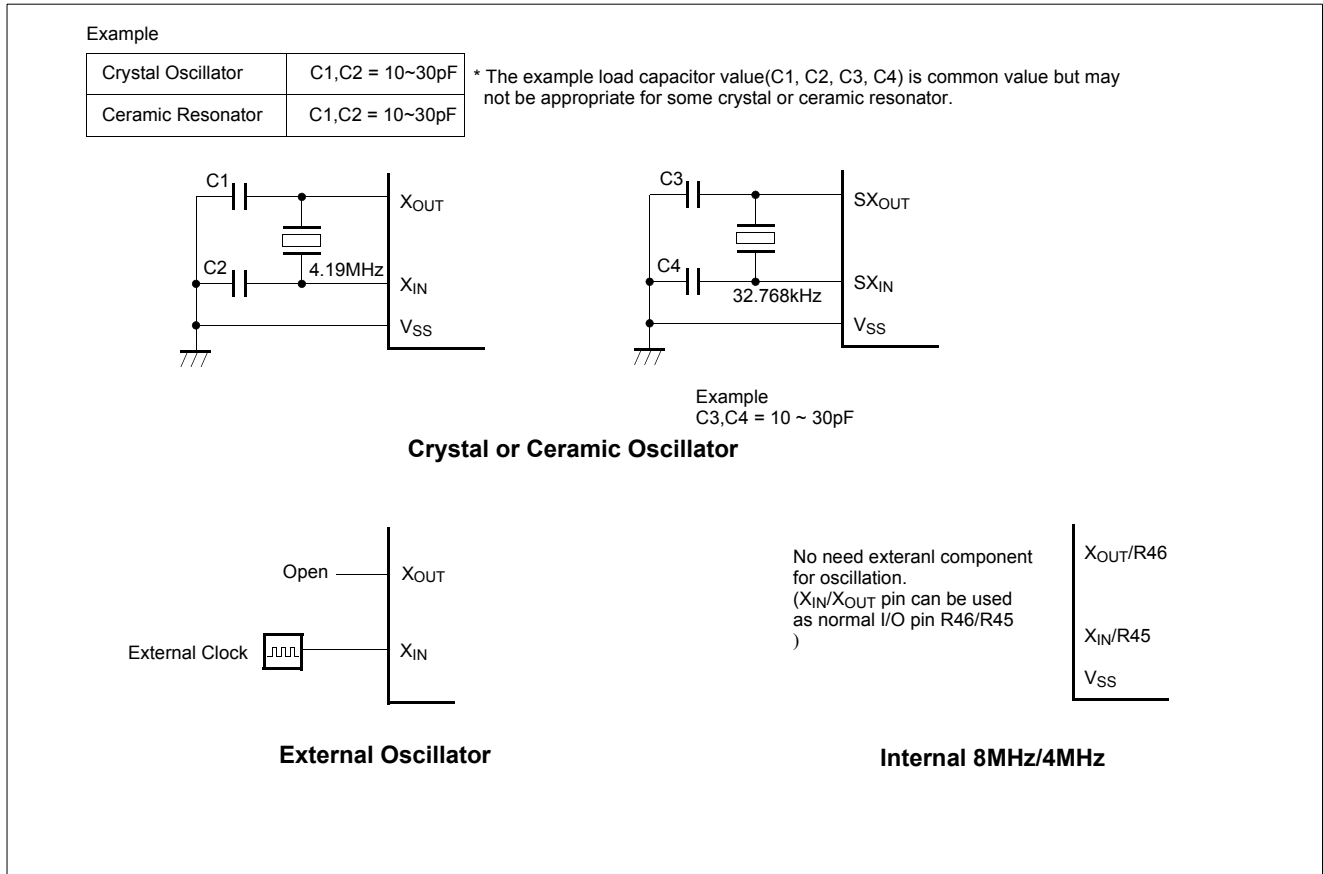 Example
Crystal Oscillator C1,C2 = 10~30pF
Ceramic Resonator C1,C2 = 10~30pF
* The example load capacitor value(C1, C2, C3, C4) is common value but may
not be appropriate for some crystal or ceramic resonator.
C1
XOUT
C2
4.19MHz
XIN
VSS
C3
SXOUT
C4
32.768kHz
SXIN
VSS
Example
C3,C4 = 10 ~ 30pF
Crystal or Ceramic Oscillator
Open
XOUT
External Clock
XIN
External Oscillator
No need exteranl component
for oscillation.
(XIN/XOUT pin can be used
as normal I/O pin R46/R45
)
XOUT/R46
XIN/R45
VSS
Internal 8MHz/4MHz